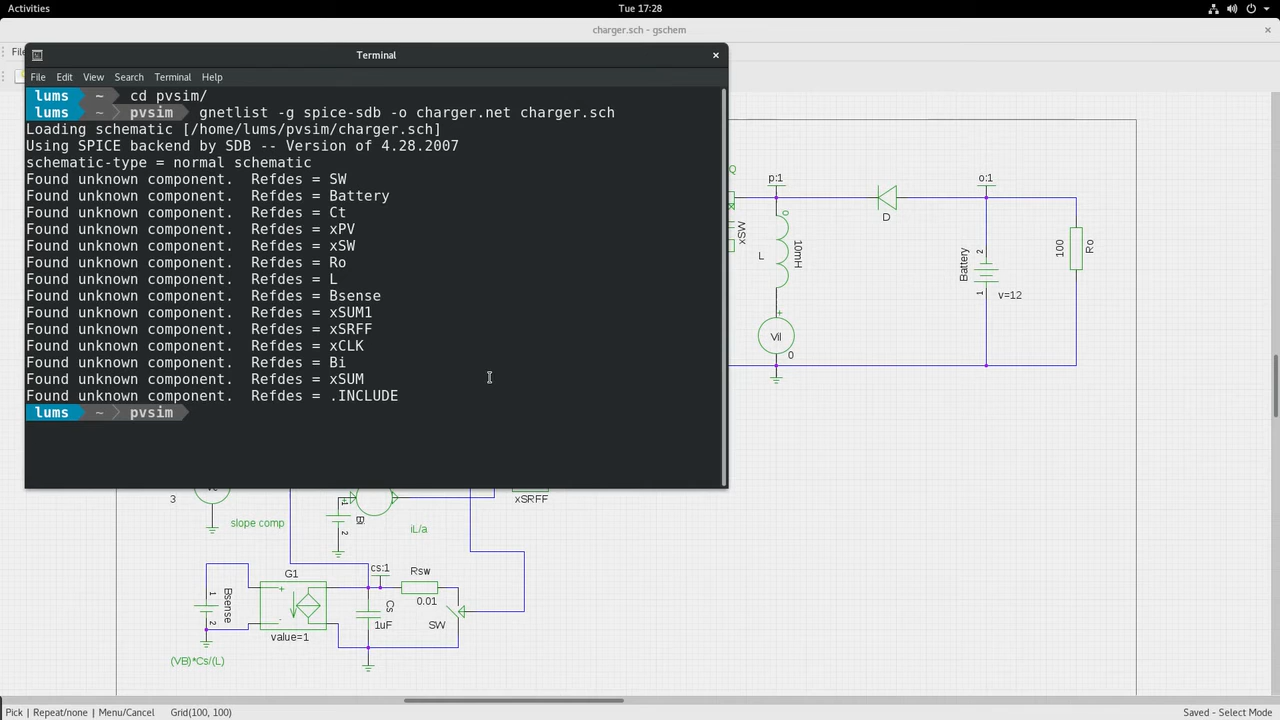 Activities
Tue 17:28
charger.sch - gschem
Terminal
File Edit View Search Terminal Help
lums ~ cd pvsim/
lums ~ pvsim gnetlist -g spice-sdb -o charger.net charger.sch
Loading schematic [/home/lums/pvsim/charger.sch]
Using SPICE backend by SDB -- Version of 4.28.2007
schematic-type = normal schematic
Found unknown component.  Refdes = SW
Found unknown component.  Refdes = Battery
Found unknown component.  Refdes = Ct
Found unknown component.  Refdes = xPV
Found unknown component.  Refdes = xSW
Found unknown component.  Refdes = Ro
Found unknown component.  Refdes = L
Found unknown component.  Refdes = Bsense
Found unknown component.  Refdes = xSUM1
Found unknown component.  Refdes = xSRFF
Found unknown component.  Refdes = xCLK
Found unknown component.  Refdes = Bi
Found unknown component.  Refdes = xSUM
Found unknown component.  Refdes = .INCLUDE
lums ~ pvsim
p:1
o:1
D
L
10mH
Battery
2
1
v=12
100
Ro
Vil
+
0
xSW
3
slope comp
iL/a
xSRFF
2
cs:1
Rsw
0.01
G1
value=1
Cs
1uF
SW
Bsense
1
2
(VB)*Cs/(L)
Pick | Repeat/none | Menu/Cancel
Grid(100, 100)
Saved - Select Mode